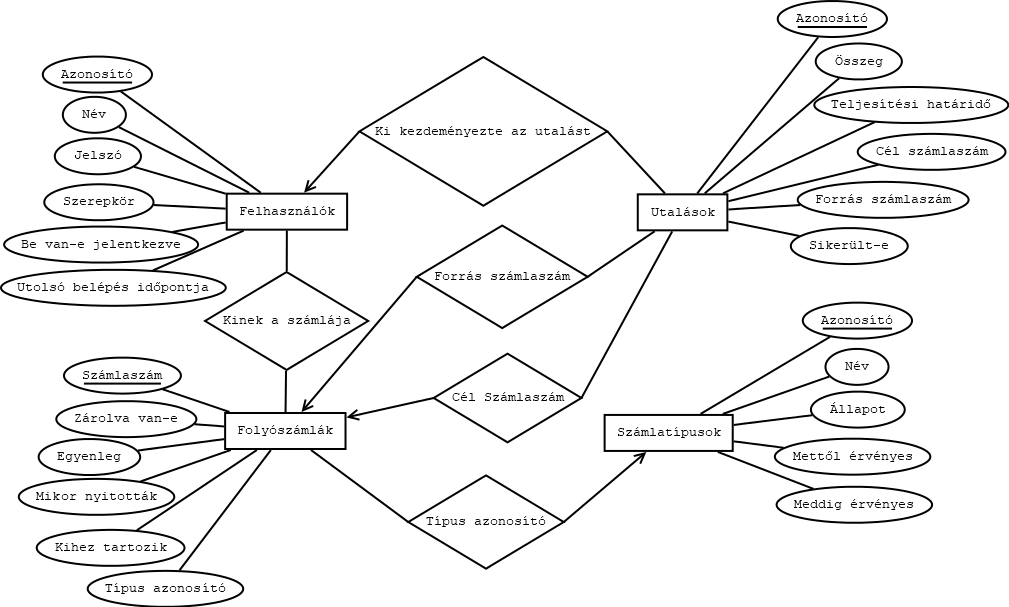 Azonosító
Név
Jelszó
Szerepkör
Be van-e jelentkezve
Utolsó belépés időpontja
Felhasználók
Ki kezdeményezte az utalást
Utalások
Azonosító
Összeg
Teljesítési határidő
Cél számlaszám
Forrás számlaszám
Sikerült-e
Forrás számlaszám
Kinek a számlája
Cél Számlaszám
Számlaszám
Zárolva van-e
Egyenleg
Mikor nyitották
Kihez tartozik
Típus azonosító
Folyószámlák
Típus azonosító
Számlatípusok
Azonosító
Név
Állapot
Mettől érvényes
Meddig érvényes